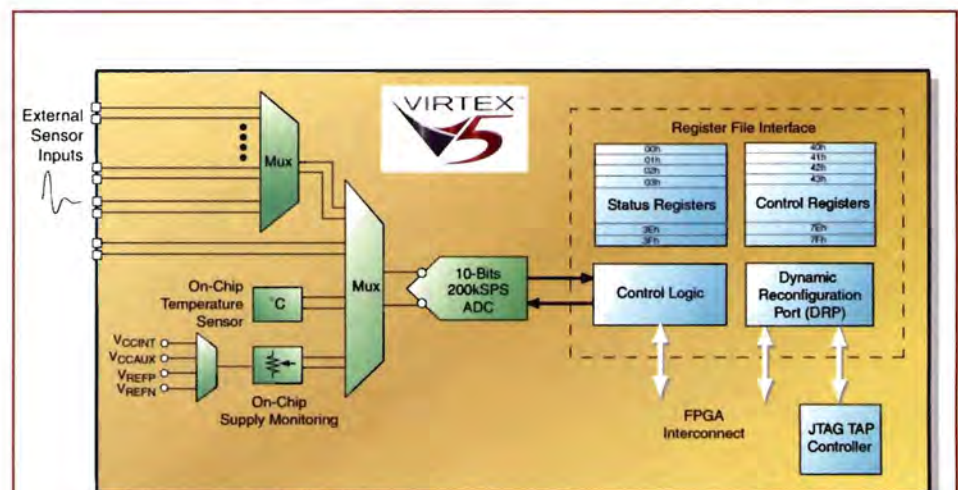 External
Sensor
Inputs
Mux
VIRTEX
5
Register File Interface
00h
01h
02h
03h
Status Registers
3Eh
3Fh
40h
41h
42h
43h
Control Registers
7Eh
7Fh
On-Chip
Temperature
Sensor
°C
Mux
10-Bits
200kSPS
ADC
Control Logic
Dynamic
Reconfiguration
Port (DRP)
VCCINT
VCCAUX
VREFP
VREFN
On-Chip
Supply Monitoring
FPGA
Interconnect
JTAG TAP
Controller